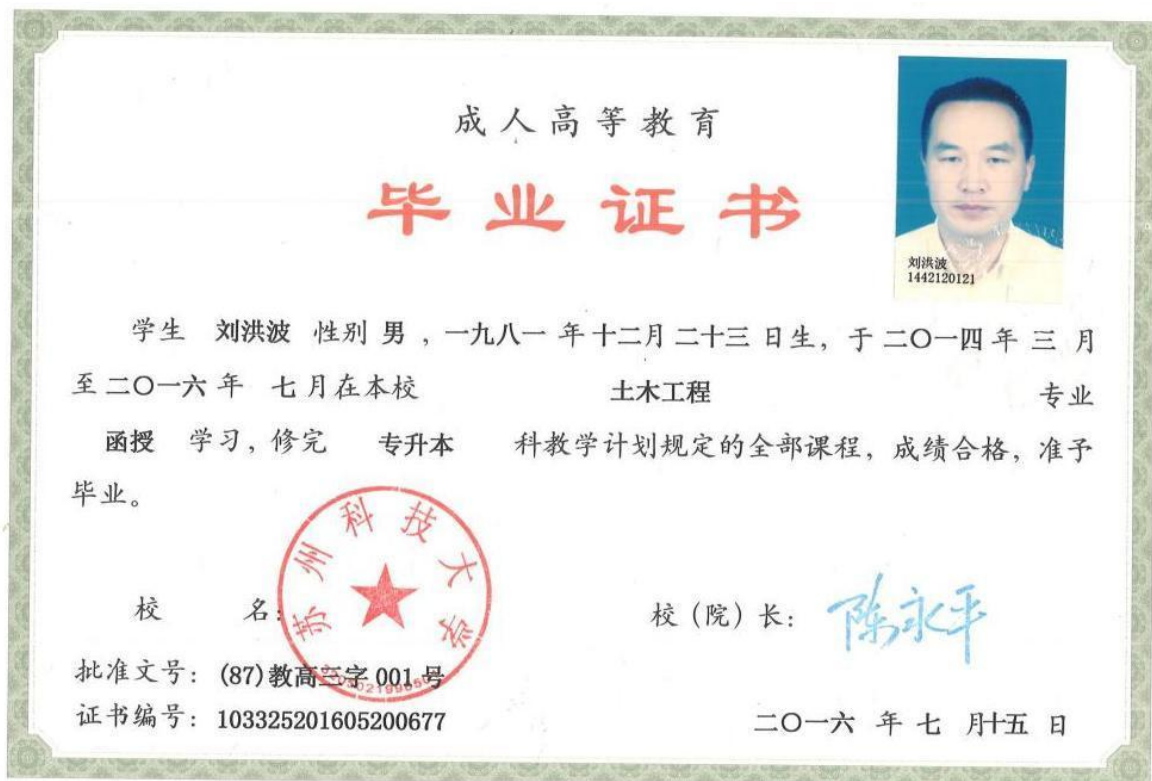 成人高等教育
毕业证书
刘洪波
1442120121
学生 刘洪波 性别 男 ，一九八一 年 十二月 二十三 日生，于 二〇一四 年 三 月
至 二〇一六 年 七 月在本校 土木工程 专业
函授 学习，修完 专升本 科教学计划规定的全部课程，成绩合格，准予
毕业。
苏州科技大学
校 名：
校（院）长： 陈永平
批准文号： (87)教高三字 001 号
证书编号： 103325201605200677
二〇一六 年 七 月十五 日